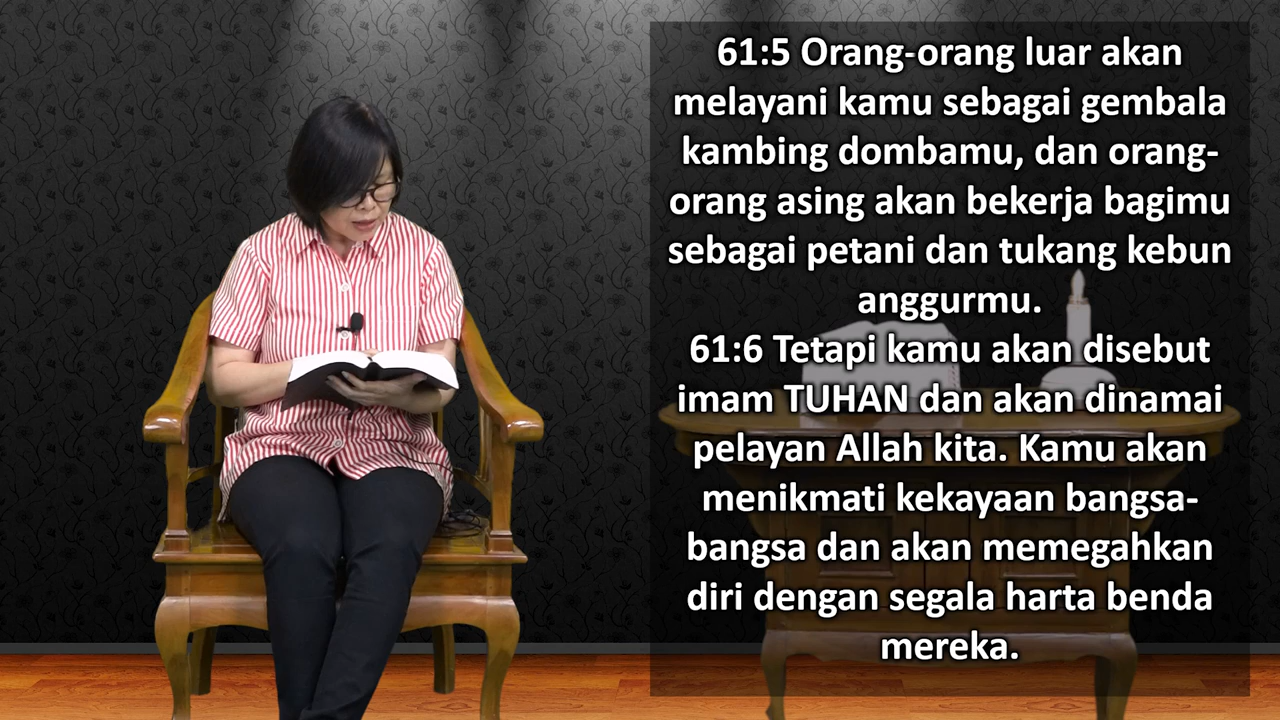 61:5 Orang-orang luar akan
melayani kamu sebagai gembala
kambing dombamu, dan orang-
orang asing akan bekerja bagimu
sebagai petani dan tukang kebun
anggurmu.
61:6 Tetapi kamu akan disebut
imam TUHAN dan akan dinamai
pelayan Allah kita. Kamu akan
menikmati kekayaan bangsa-
bangsa dan akan memegahkan
diri dengan segala harta benda
mereka.